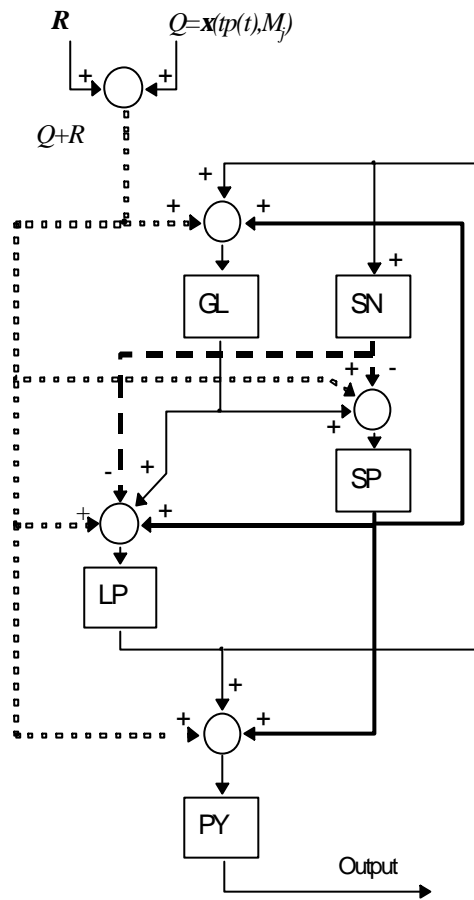 R Q=x(tp(t),Mj)
+ +
Q+R
+
+ +
+
GL SN
+ -
+
+
- SP
+ +
LP
+
+ +
PY
Output